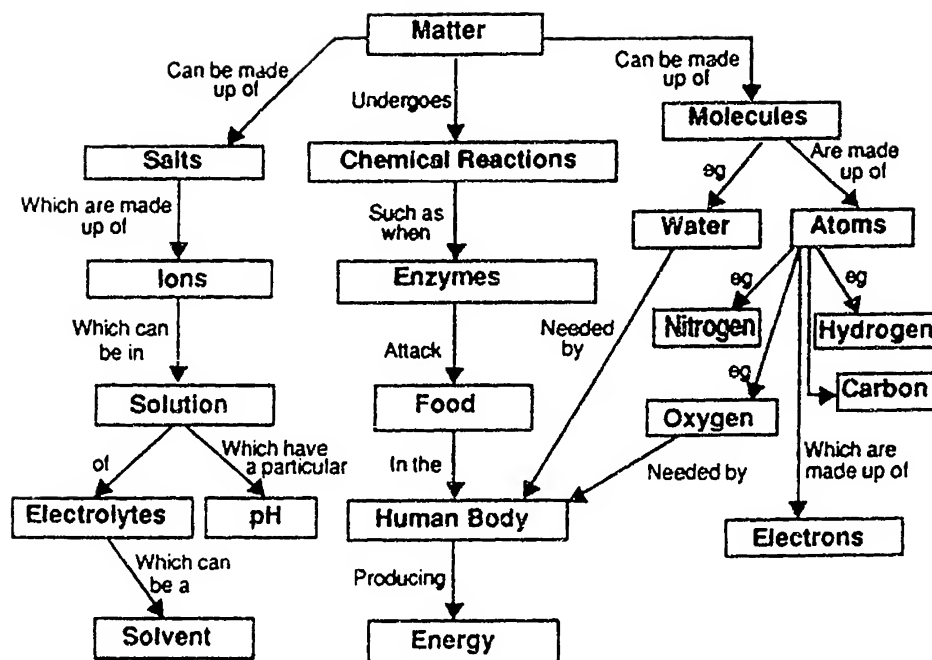 Matter
Can be made
up of
Undergoes
Can be made
up of
Molecules
Salts
Chemical Reactions
eg
Are made
up of
Which are made
up of
Such as
when
Water
Atoms
Ions
Enzymes
eg
eg
Nitrogen
Hydrogen
Which can
be in
Attack
Needed
by
eg
Carbon
Solution
Food
Oxygen
of
Which have
a particular
In the
Needed by
Which are
made up of
Electrolytes
pH
Human Body
Electrons
Which can
be a
Producing
Solvent
Energy